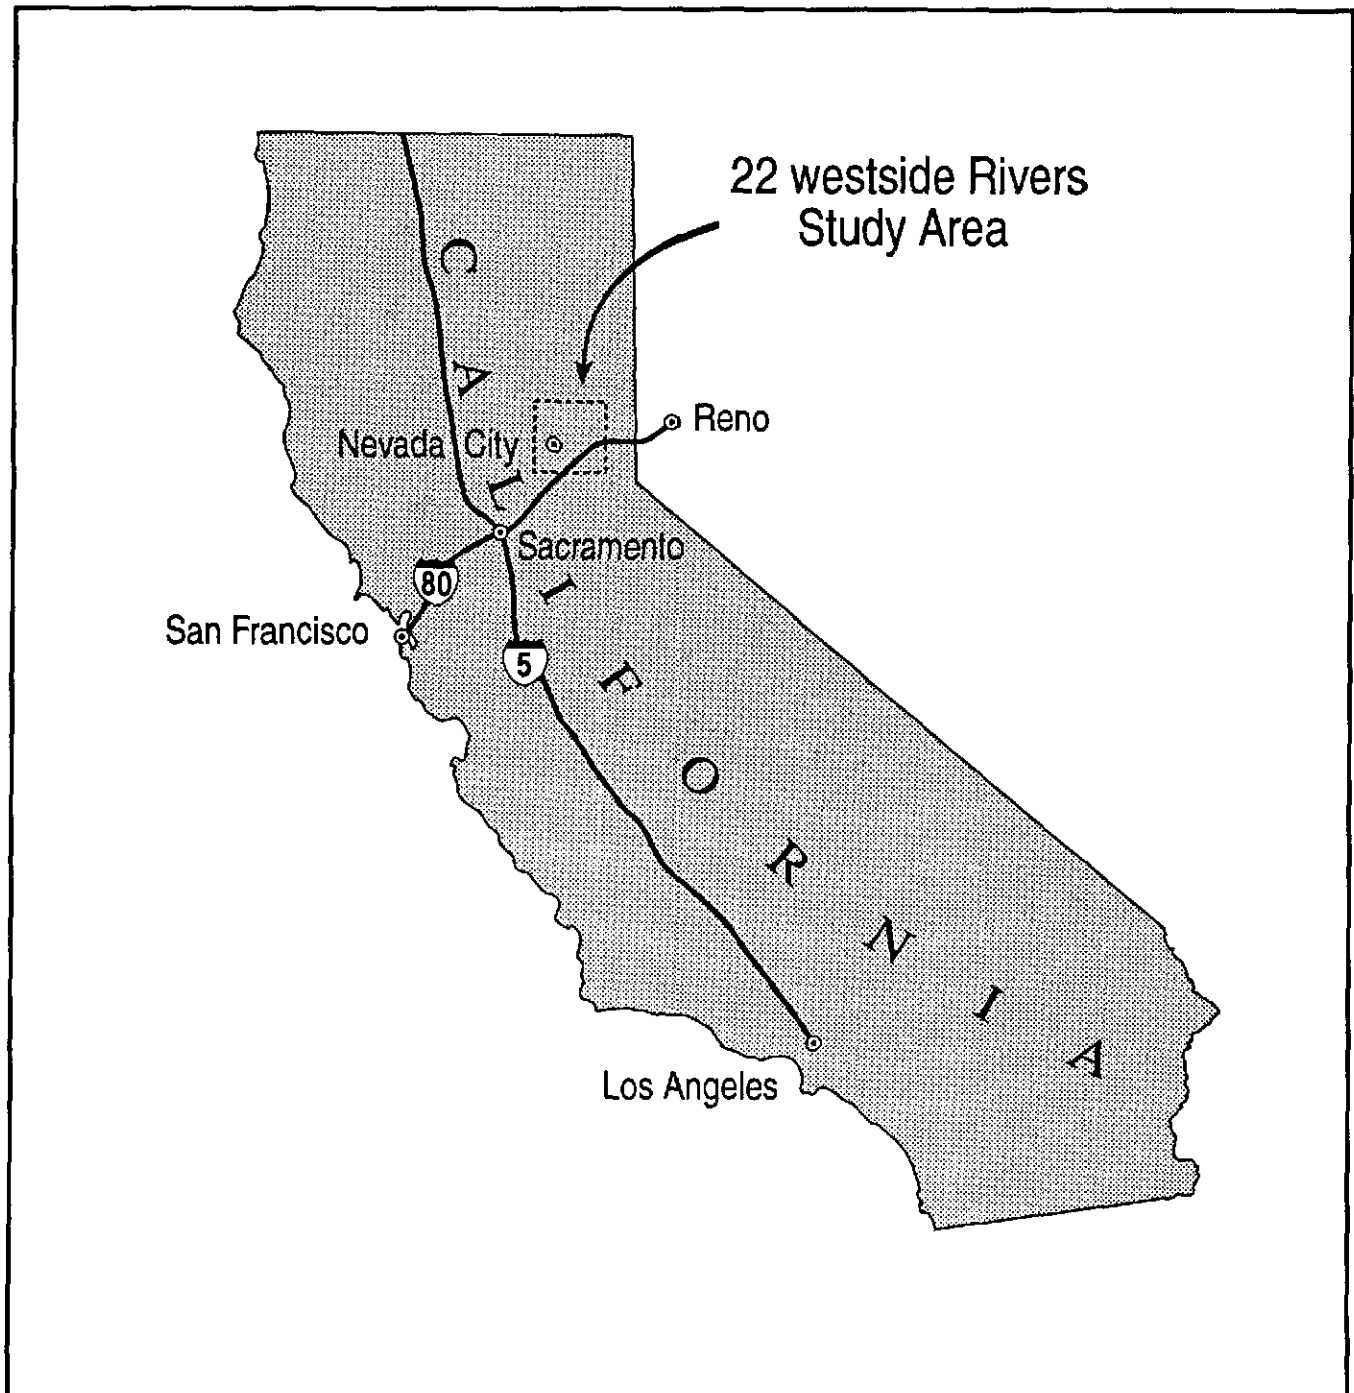 22 westside Rivers
Study Area
CALIFORNIA
Reno
Nevada City
Sacramento
80
San Francisco
5
Los Angeles